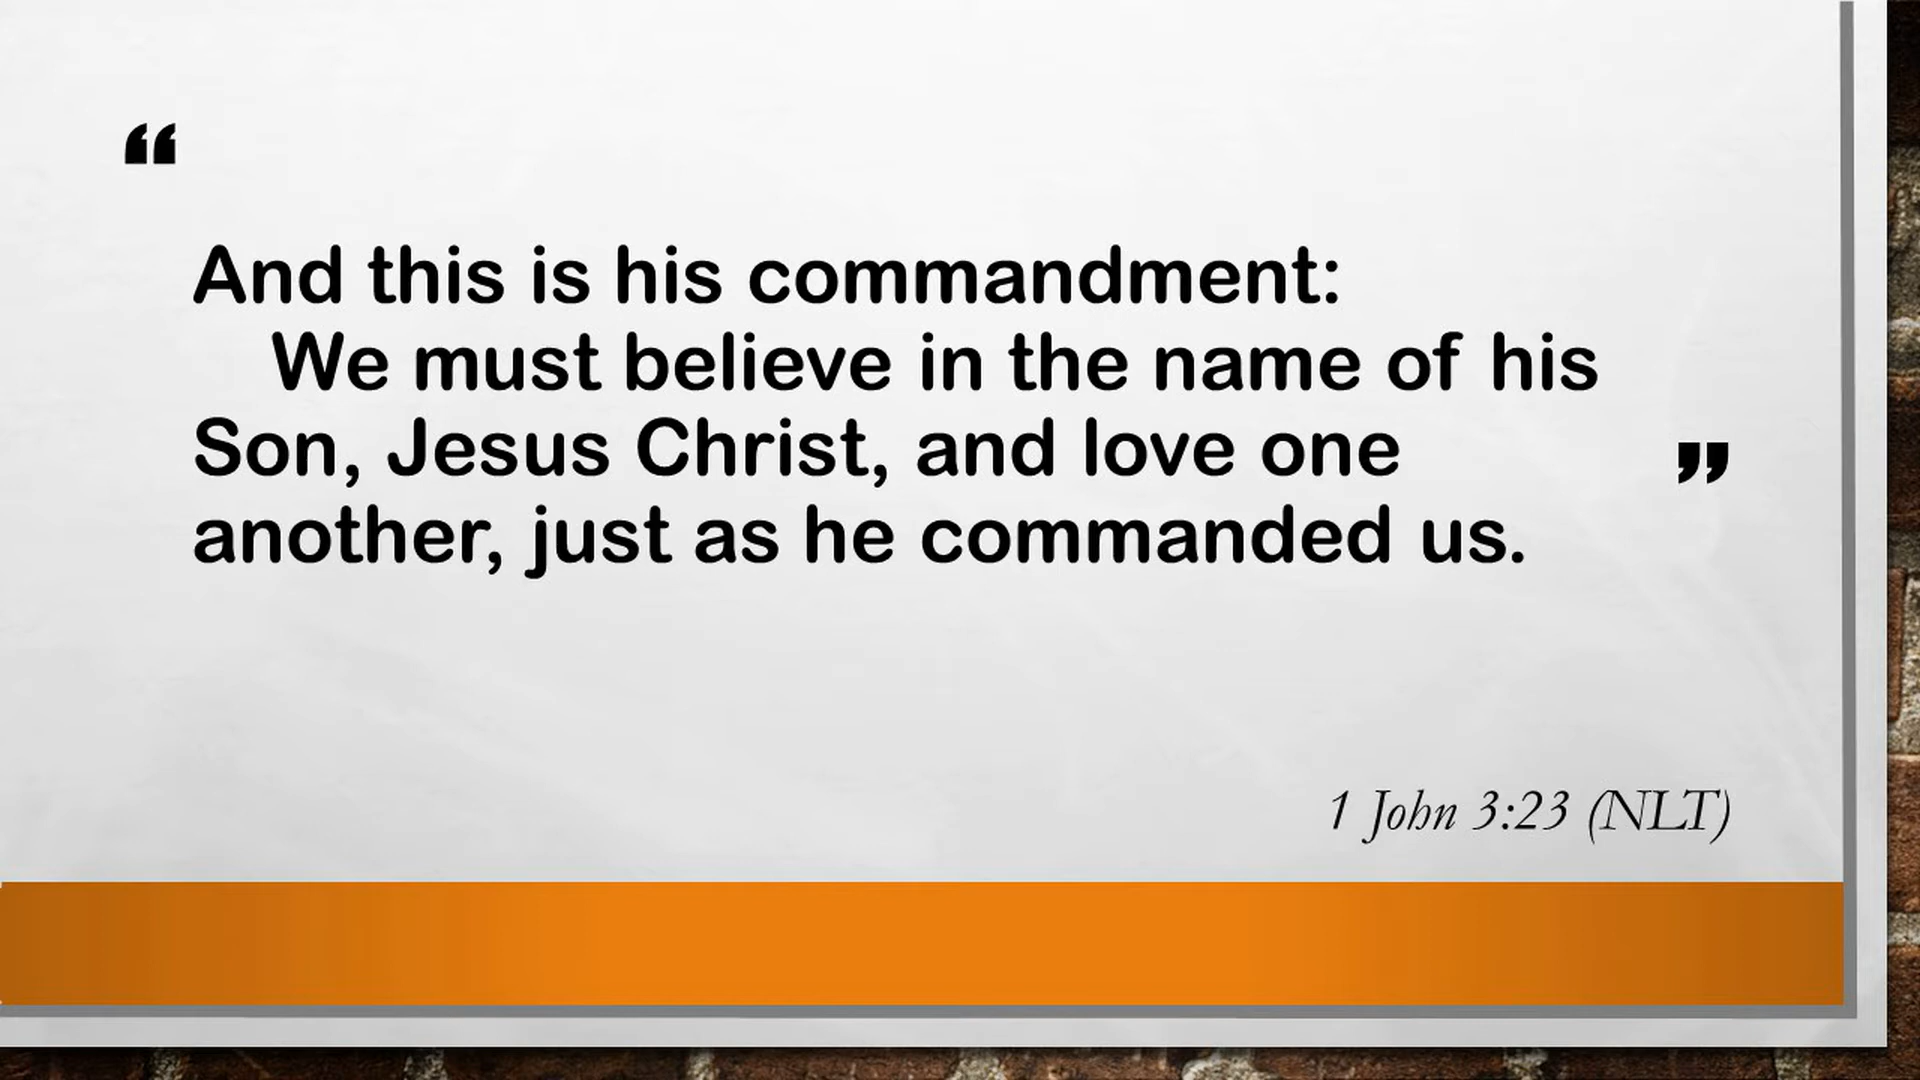 “
And this is his commandment:
We must believe in the name of his
Son, Jesus Christ, and love one
another, just as he commanded us.
”
1 John 3:23 (NLT)